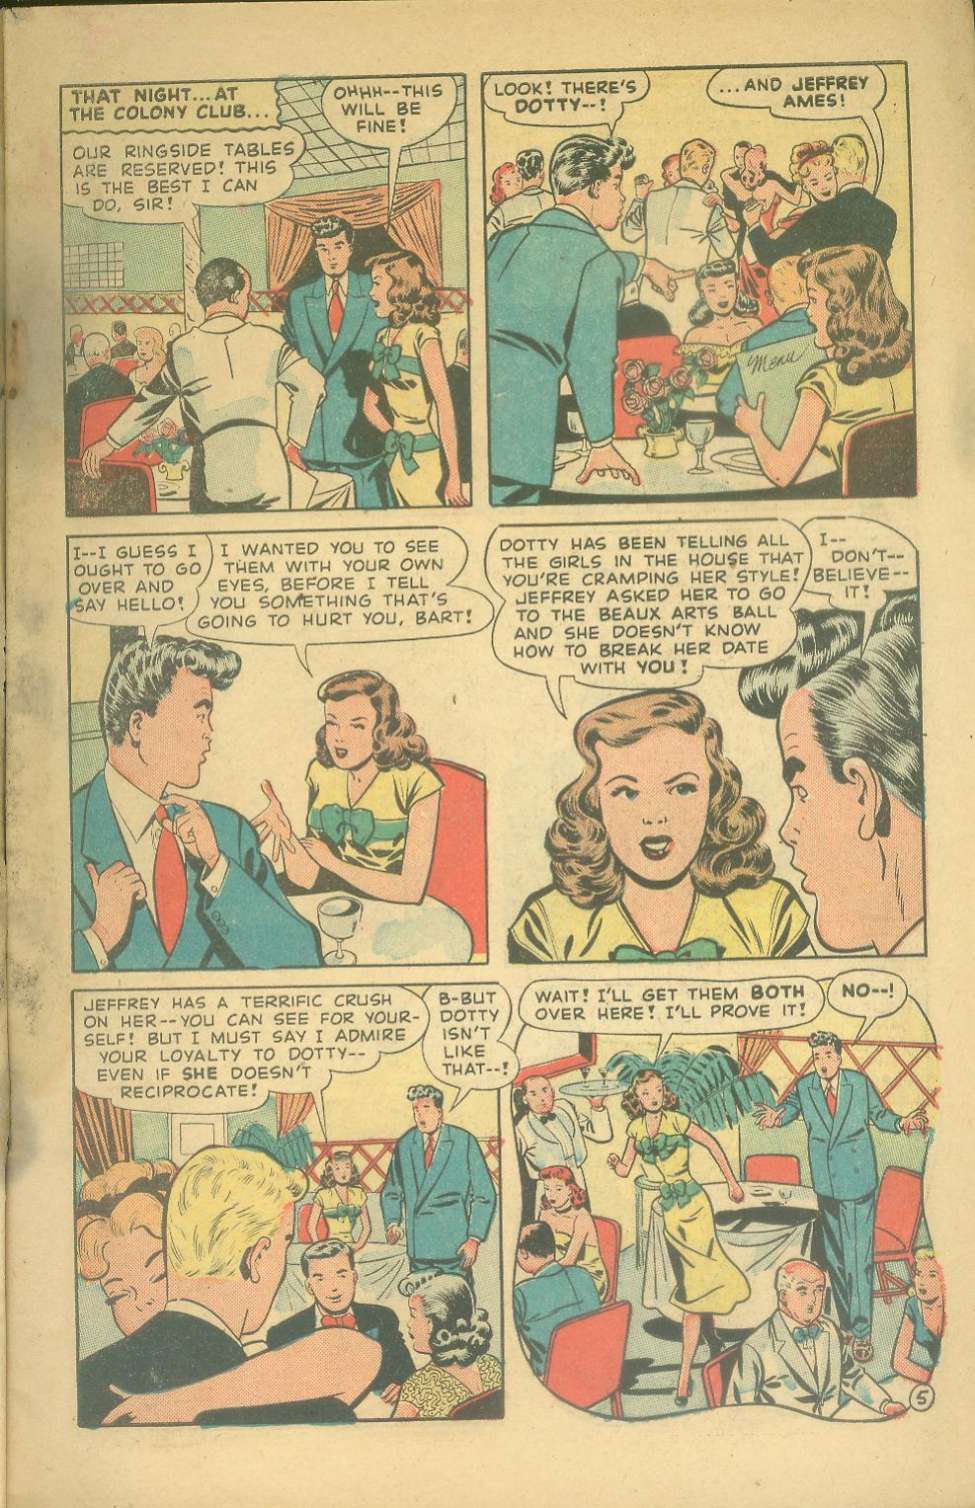 THAT NIGHT...AT
THE COLONY CLUB...
OUR RINGSIDE TABLES
ARE RESERVED! THIS
IS THE BEST I CAN
DO, SIR!
OHHH--THIS
WILL BE
FINE!
LOOK! THERE'S
DOTTY--!
...AND JEFFREY
AMES!
Menu
I--I GUESS I
OUGHT TO GO
OVER AND
SAY HELLO!
I WANTED YOU TO SEE
THEM WITH YOUR OWN
EYES, BEFORE I TELL
YOU SOMETHING THAT'S
GOING TO HURT YOU, BART!
DOTTY HAS BEEN TELLING ALL
THE GIRLS IN THE HOUSE THAT
YOU'RE CRAMPING HER STYLE!
JEFFREY ASKED HER TO GO
TO THE BEAUX ARTS BALL
AND SHE DOESN'T KNOW
HOW TO BREAK HER DATE
WITH YOU!
I--
DON'T--
BELIEVE--
IT!
JEFFREY HAS A TERRIFIC CRUSH
ON HER--YOU CAN SEE FOR YOUR-
SELF! BUT I MUST SAY I ADMIRE
YOUR LOYALTY TO DOTTY--
EVEN IF SHE DOESN'T
RECIPROCATE!
B-BUT
DOTTY
ISN'T
LIKE
THAT--!
WAIT! I'LL GET THEM BOTH
OVER HERE! I'LL PROVE IT!
NO--!
5